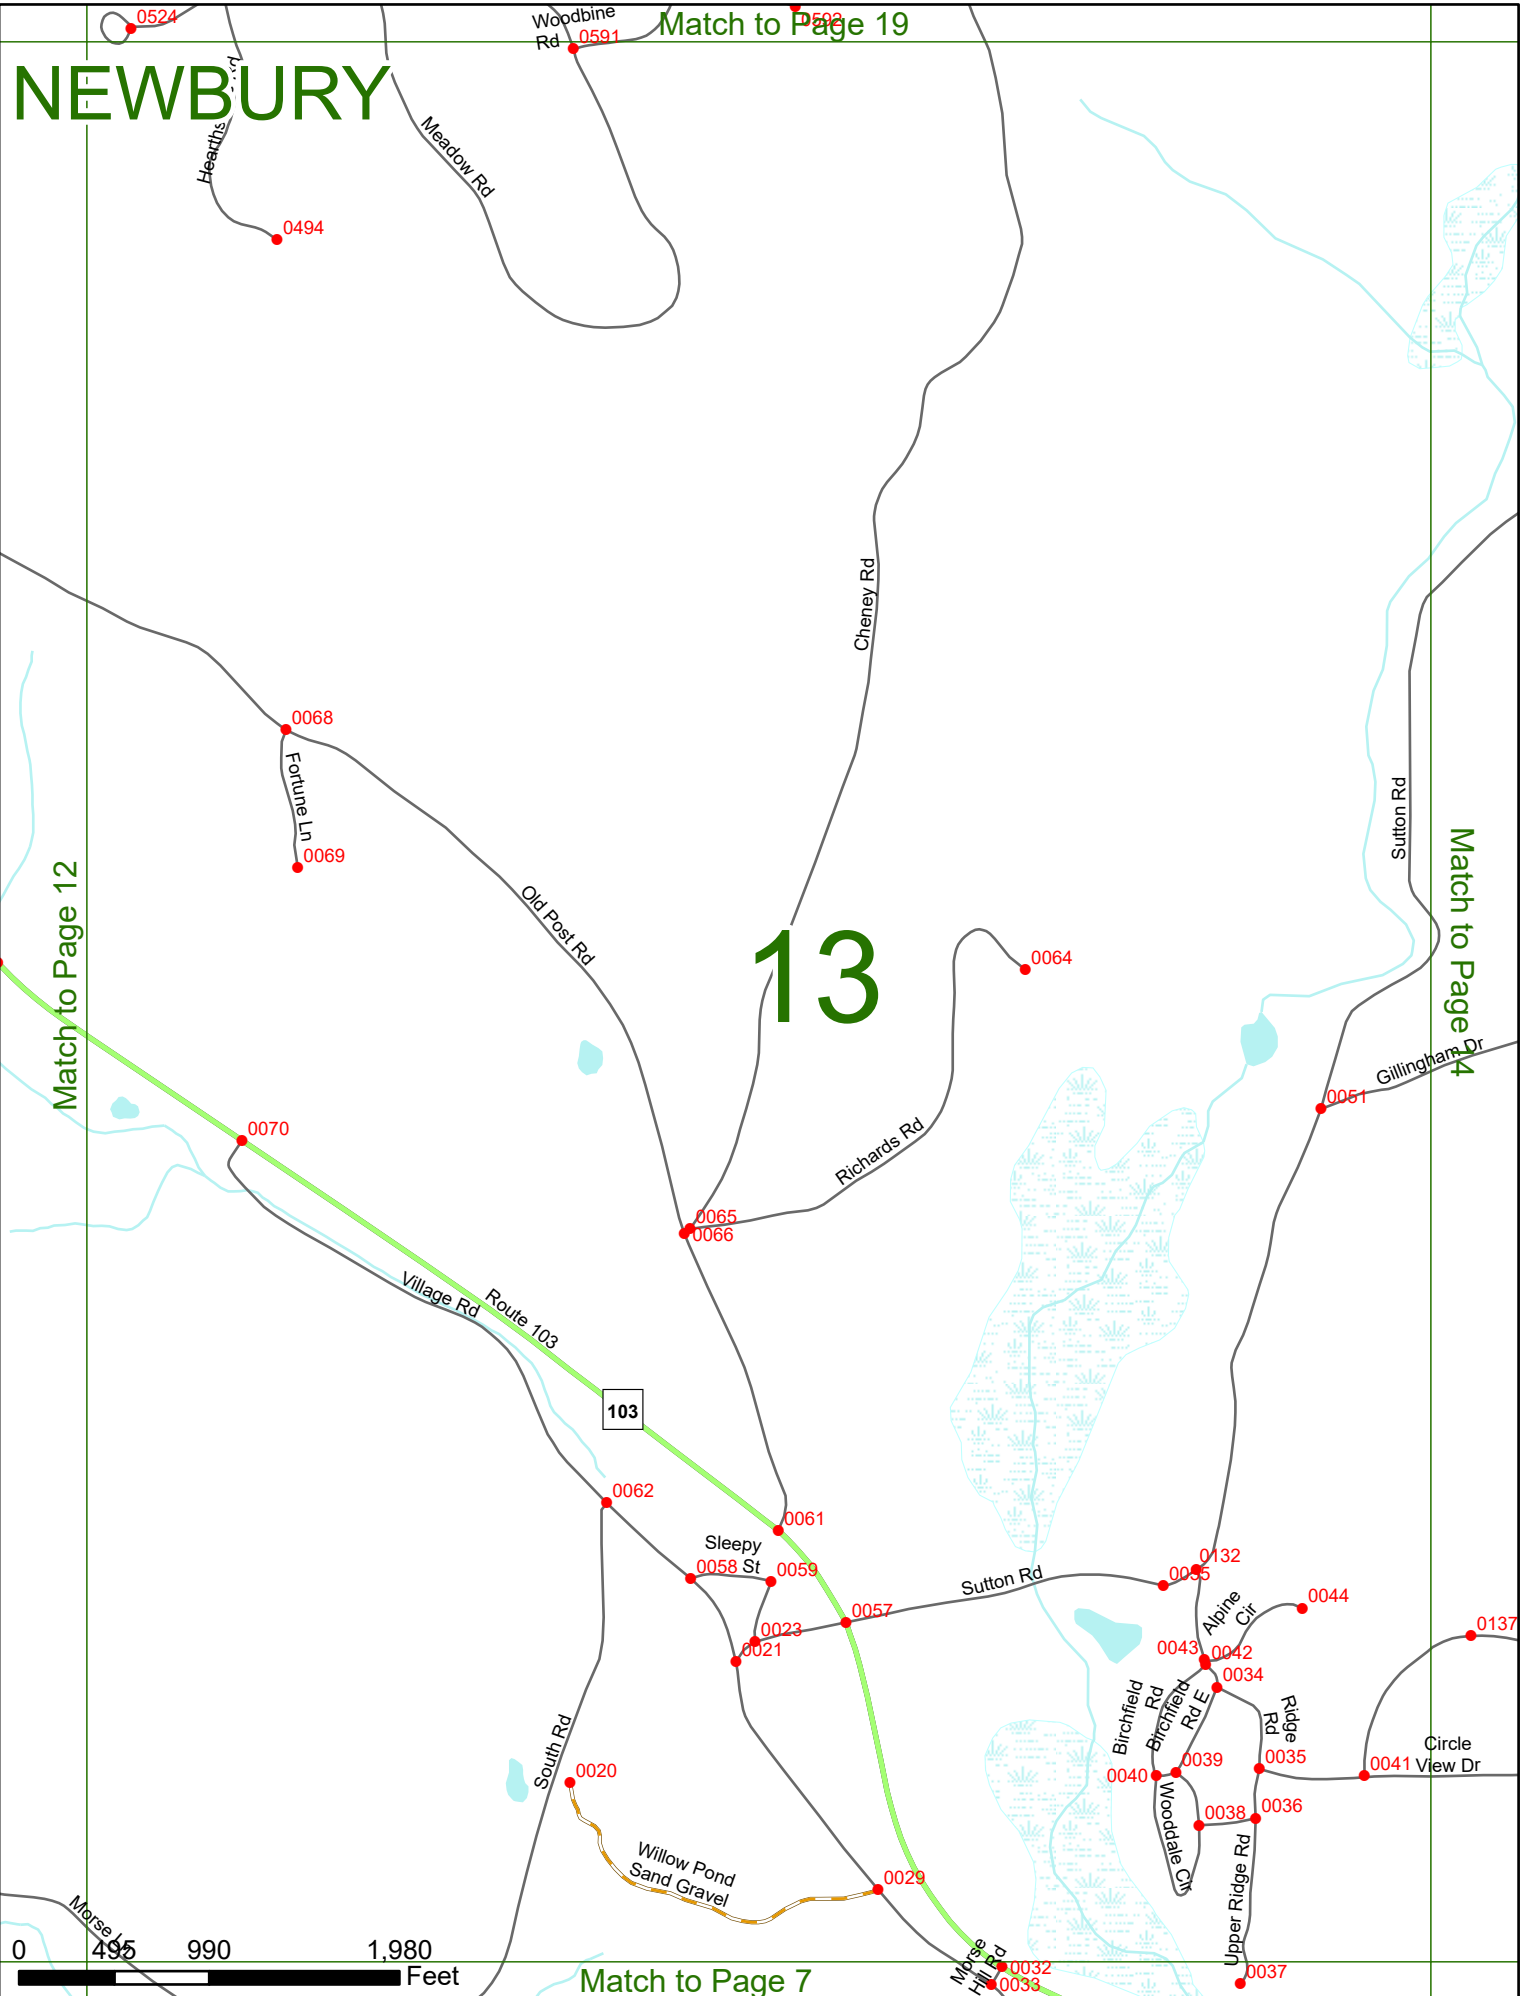 0524
Woodbine
Rd
0591
0592
Match to Page 19
NEWBURY
Meadow Rd
0494
Cheney Rd
0068
Fortune Ln
0069
Old Post Rd
Sutton Rd
Match to Page 12
Match to Page 14
13
0064
Gillingham Dr
0051
0070
Richards Rd
0065
0066
Village Rd
Route 103
103
0062
0061
Sleepy
St
0058
0059
0132
0055
Sutton Rd
0057
Alpine
Cir
0044
0137
0023
0021
0043
0042
0034
Birchfield
Rd
Birchfield
Rd E
Ridge
Rd
South Rd
0020
0039
0040
0035
0041
Circle
View Dr
Wooddale Cir
0038
0036
Upper Ridge Rd
Willow Pond
Sand Gravel
0029
Morse Ln
Morse
Hill Rd
0032
0033
0037
0
495
990
1,980
Feet
Match to Page 7